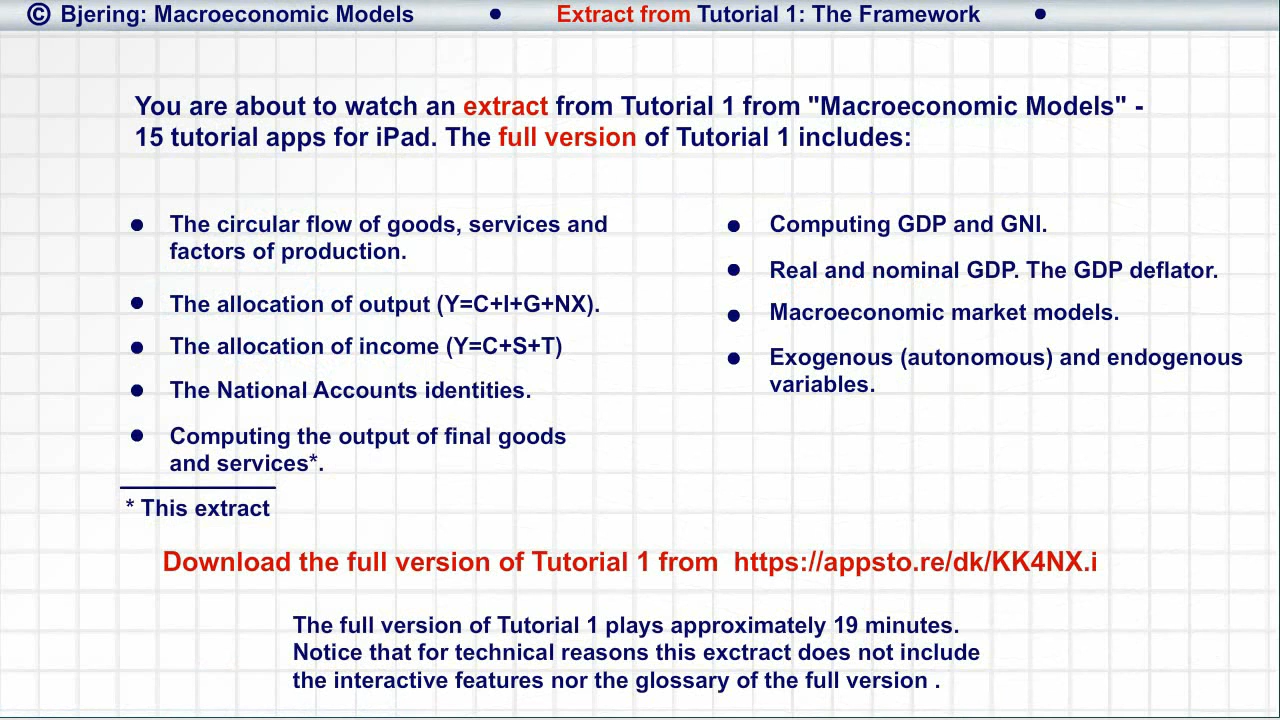 © Bjering: Macroeconomic Models • Extract from Tutorial 1: The Framework •
You are about to watch an extract from Tutorial 1 from "Macroeconomic Models" -
15 tutorial apps for iPad. The full version of Tutorial 1 includes:
• The circular flow of goods, services and
factors of production.
• The allocation of output (Y=C+I+G+NX).
• The allocation of income (Y=C+S+T)
• The National Accounts identities.
• Computing the output of final goods
and services*.
* This extract
• Computing GDP and GNI.
• Real and nominal GDP. The GDP deflator.
• Macroeconomic market models.
• Exogenous (autonomous) and endogenous
variables.
Download the full version of Tutorial 1 from https://appsto.re/dk/KK4NX.i
The full version of Tutorial 1 plays approximately 19 minutes.
Notice that for technical reasons this exctract does not include
the interactive features nor the glossary of the full version .